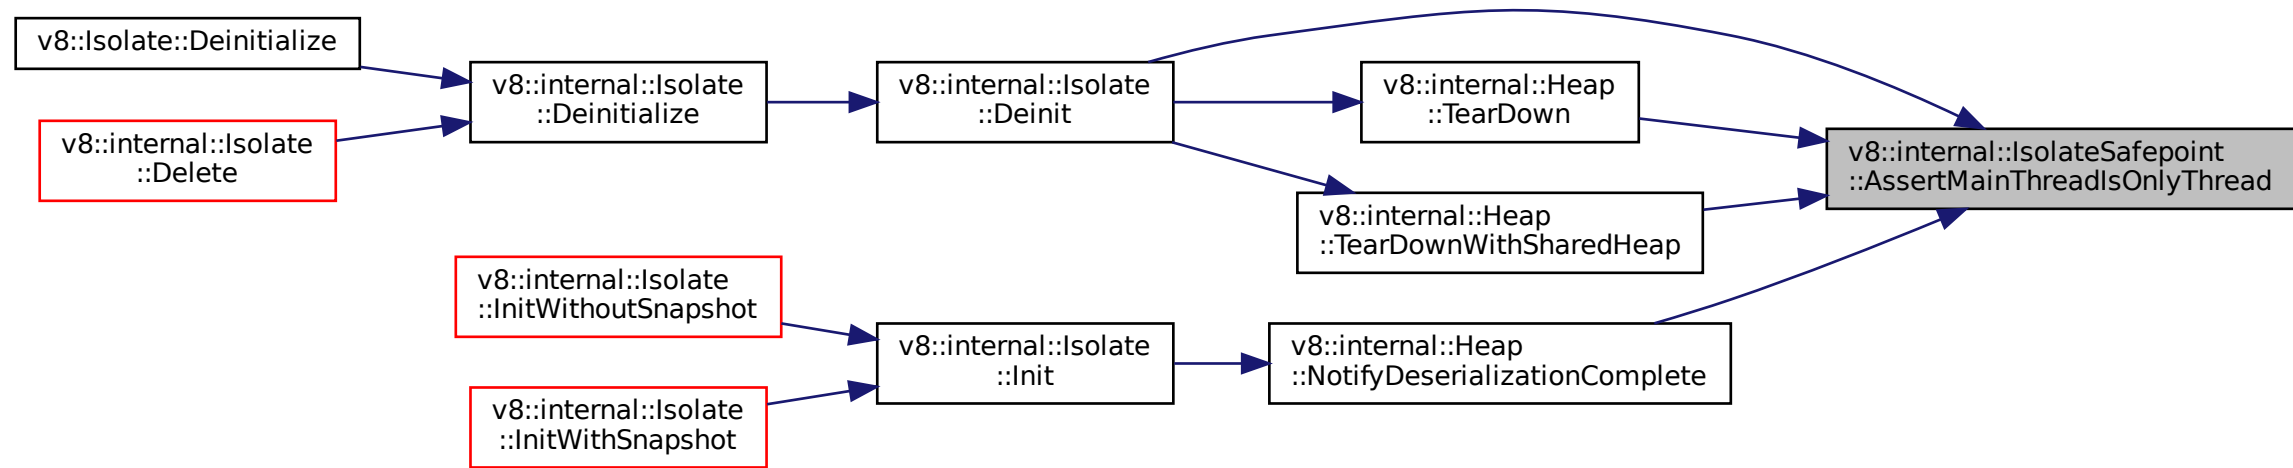 v8::Isolate::Deinitialize
v8::internal::Isolate
::Delete
v8::internal::Isolate
::Deinitialize
v8::internal::Isolate
::Deinit
v8::internal::Heap
::TearDown
v8::internal::Heap
::TearDownWithSharedHeap
v8::internal::IsolateSafepoint
::AssertMainThreadIsOnlyThread
v8::internal::Isolate
::InitWithoutSnapshot
v8::internal::Isolate
::InitWithSnapshot
v8::internal::Isolate
::Init
v8::internal::Heap
::NotifyDeserializationComplete